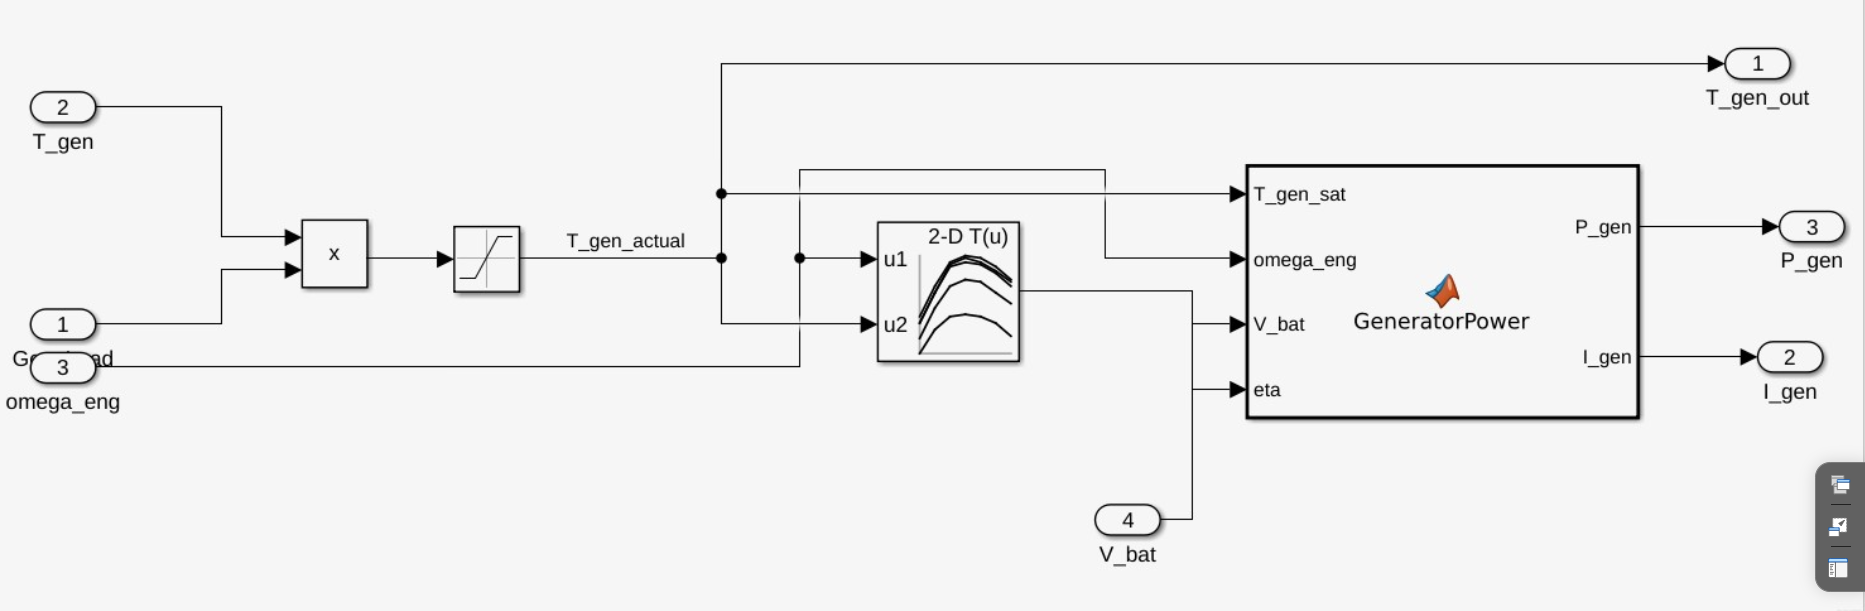 1
T_gen_out
2
T_gen
x
T_gen_actual
2-D T(u)
u1
u2
T_gen_sat
omega_eng
V_bat
eta
GeneratorPower
P_gen
I_gen
3
P_gen
2
I_gen
1
3
omega_eng
4
V_bat